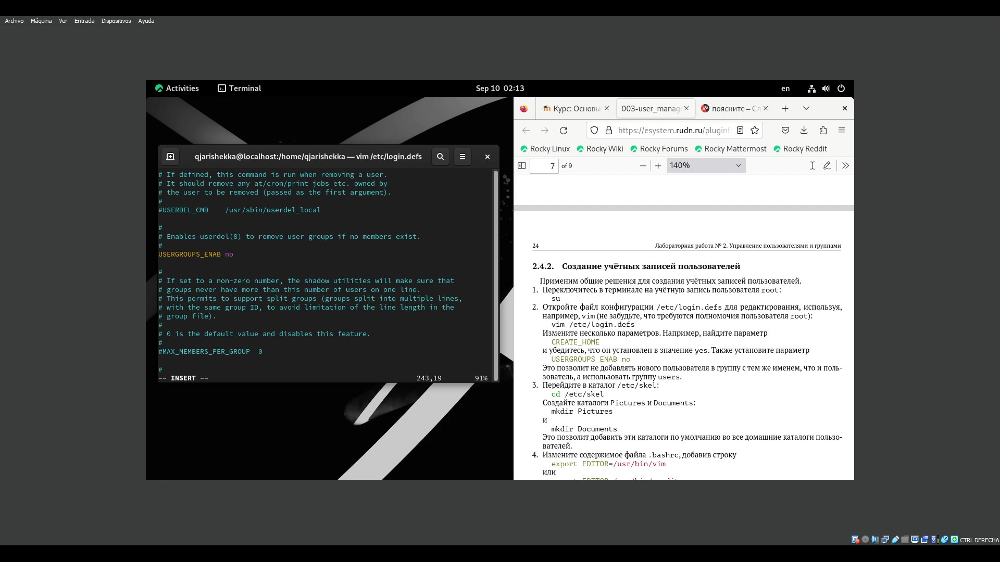 Archivo Máquina Ver Entrada Dispositivos Ayuda
Activities Terminal Sep 10 02:13 en
qjarishekka@localhost:/home/qjarishekka — vim /etc/login.defs
# If defined, this command is run when removing a user.
# It should remove any at/cron/print jobs etc. owned by
# the user to be removed (passed as the first argument).
#
#USERDEL_CMD /usr/sbin/userdel_local
#
# Enables userdel(8) to remove user groups if no members exist.
#
USERGROUPS_ENAB no
#
# If set to a non-zero number, the shadow utilities will make sure that
# groups never have more than this number of users on one line.
# This permits to support split groups (groups split into multiple lines,
# with the same group ID, to avoid limitation of the line length in the
# group file).
#
# 0 is the default value and disables this feature.
#
#MAX_MEMBERS_PER_GROUP 0
#
-- INSERT -- 243,19 91%
Курс: Основы 003-user_manage поясните – Сл
https://esystem.rudn.ru/pluginf
Rocky Linux Rocky Wiki Rocky Forums Rocky Mattermost Rocky Reddit
7 of 9 140%
24 Лабораторная работа № 2. Управление пользователями и группами
2.4.2. Создание учётных записей пользователей
Применим общие решения для создания учётных записей пользователей.
1. Переключитесь в терминале на учётную запись пользователя root:
su
2. Откройте файл конфигурации /etc/login.defs для редактирования, используя,
например, vim (не забудьте, что требуются полномочия пользователя root):
vim /etc/login.defs
Измените несколько параметров. Например, найдите параметр
CREATE_HOME
и убедитесь, что он установлен в значение yes. Также установите параметр
USERGROUPS_ENAB no
Это позволит не добавлять нового пользователя в группу с тем же именем, что и поль-
зователь, а использовать группу users.
3. Перейдите в каталог /etc/skel:
cd /etc/skel
Создайте каталоги Pictures и Documents:
mkdir Pictures
и
mkdir Documents
Это позволит добавить эти каталоги по умолчанию во все домашние каталоги пользо-
вателей.
4. Измените содержимое файла .bashrc, добавив строку
export EDITOR=/usr/bin/vim
или
CTRL DERECHA